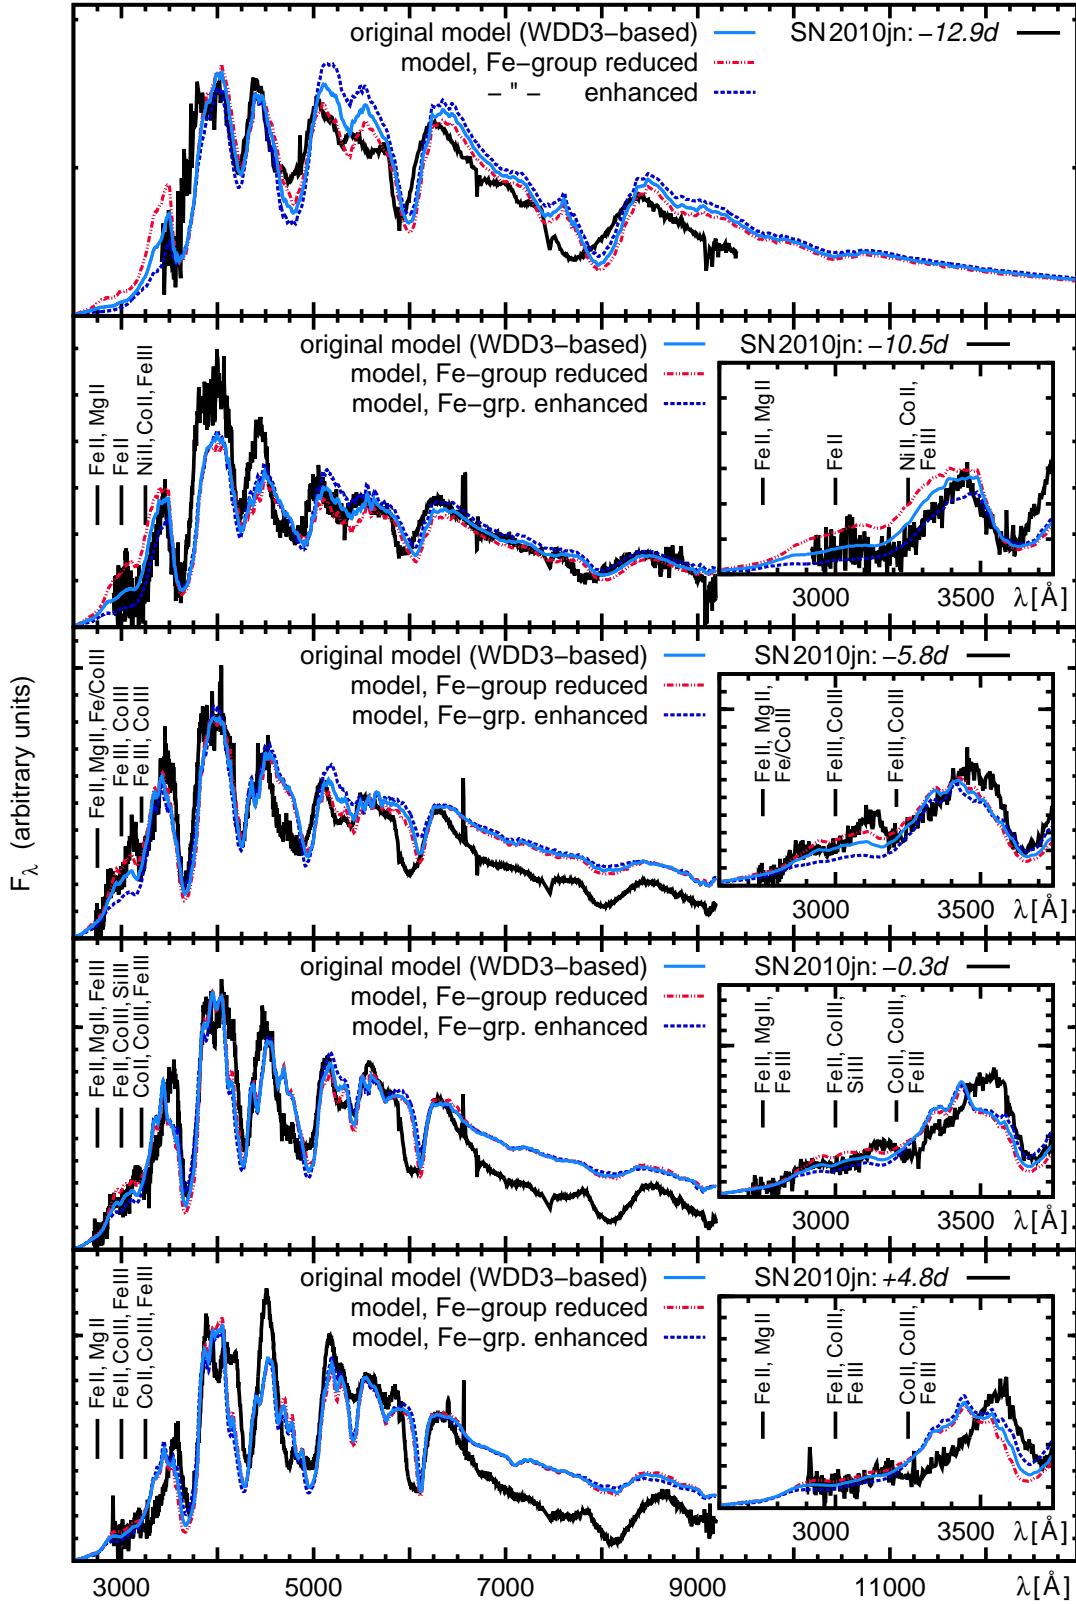 original model (WDD3-based) SN 2010jn: -12.9d
model, Fe-group reduced
- " - enhanced
original model (WDD3-based) SN 2010jn: -10.5d
model, Fe-group reduced
model, Fe-grp. enhanced
Fe II, Mg II
Fe II
Ni II, Co II, Fe III
Fe II, Mg II
Fe II
Ni II, Co II,
Fe III
3000 3500 λ [Å]
original model (WDD3-based) SN 2010jn: -5.8d
model, Fe-group reduced
model, Fe-grp. enhanced
Fe II, Mg II, Fe/Co III
Fe III, Co III
Fe III, Co III
Fe II, Mg II,
Fe/Co III
Fe III, Co III
Fe III, Co III
3000 3500 λ [Å]
F λ (arbitrary units)
original model (WDD3-based) SN 2010jn: -0.3d
model, Fe-group reduced
model, Fe-grp. enhanced
Fe II, Mg II, Fe III
Fe II, Co III, Si III
Co II, Co III, Fe III
Fe II, Mg II,
Fe III
Fe II, Co III,
Si III
Co II, Co III,
Fe III
3000 3500 λ [Å]
original model (WDD3-based) SN 2010jn: +4.8d
model, Fe-group reduced
model, Fe-grp. enhanced
Fe II, Mg II
Fe II, Co III, Fe III
Co II, Co III, Fe III
Fe II, Mg II
Fe II, Co III,
Fe III
Co II, Co III,
Fe III
3000 3500 λ [Å]
3000 5000 7000 9000 11000 λ [Å]